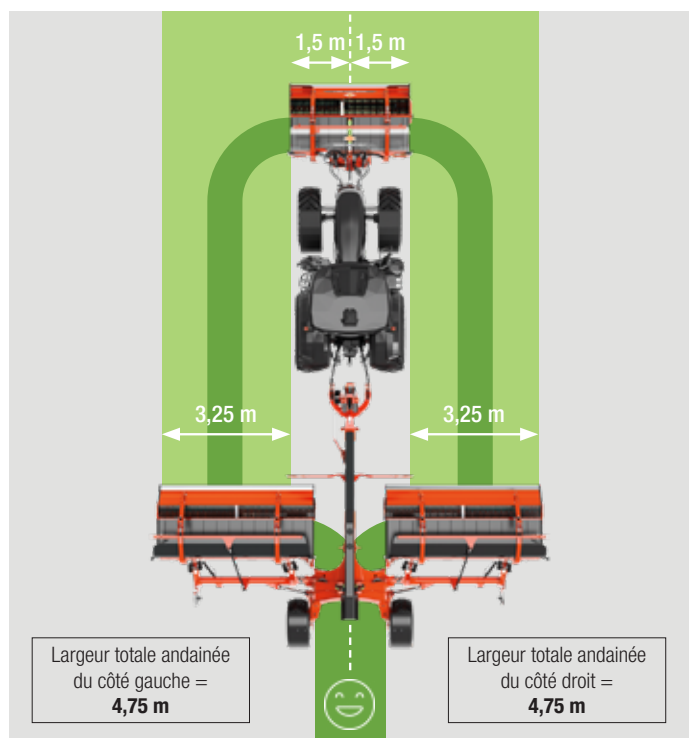 1,5 m 1,5 m
3,25 m 3,25 m
Largeur totale andainée
du côté gauche =
4,75 m
Largeur totale andainée
du côté droit =
4,75 m